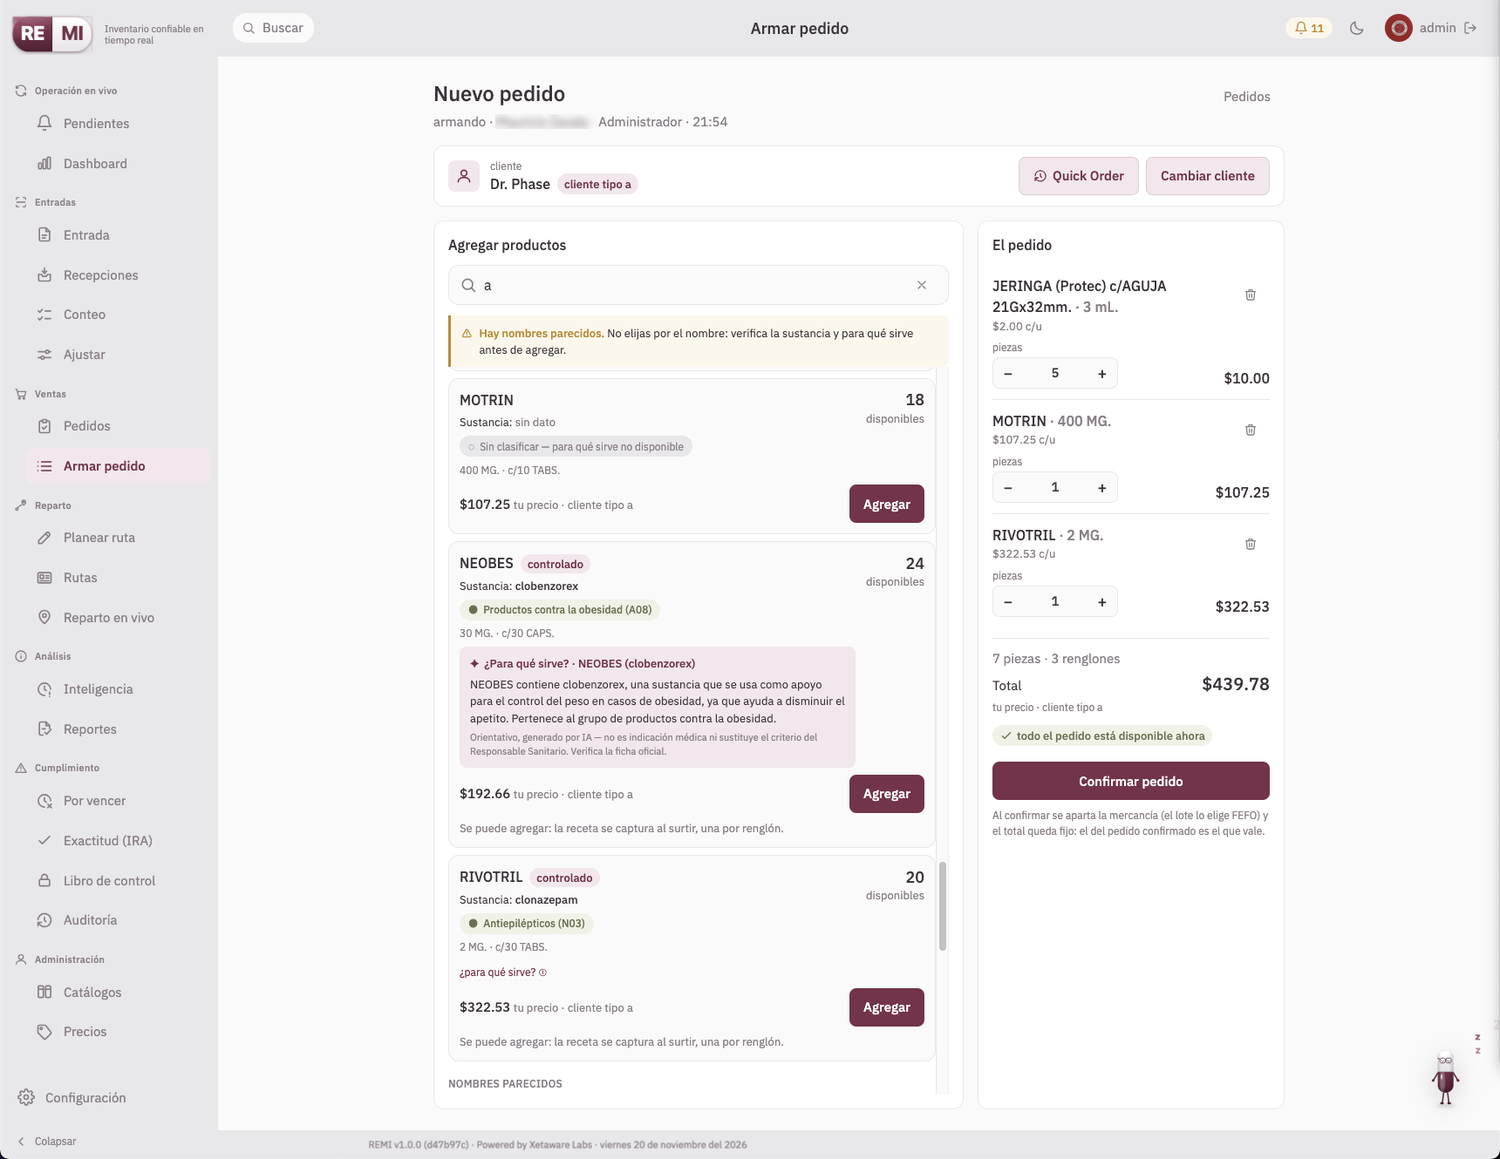 RE MI
Inventario confiable en
tiempo real
Buscar
Armar pedido
11
admin
Operación en vivo
Pendientes
Dashboard
Entradas
Entrada
Recepciones
Conteo
Ajustar
Ventas
Pedidos
Armar pedido
Reparto
Planear ruta
Rutas
Reparto en vivo
Análisis
Inteligencia
Reportes
Cumplimiento
Por vencer
Exactitud (IRA)
Libro de control
Auditoría
Administración
Catálogos
Precios
Configuración
Colapsar
Nuevo pedido
Pedidos
armando · · Administrador · 21:54
cliente
Dr. Phase cliente tipo a
Quick Order
Cambiar cliente
Agregar productos
a
Hay nombres parecidos. No elijas por el nombre: verifica la sustancia y para qué sirve
antes de agregar.
MOTRIN
18
disponibles
Sustancia: sin dato
Sin clasificar — para qué sirve no disponible
400 MG. · c/10 TABS.
$107.25 tu precio · cliente tipo a
Agregar
NEOBES controlado
24
disponibles
Sustancia: clobenzorex
Productos contra la obesidad (A08)
30 MG. · c/30 CAPS.
¿Para qué sirve? · NEOBES (clobenzorex)
NEOBES contiene clobenzorex, una sustancia que se usa como apoyo
para el control del peso en casos de obesidad, ya que ayuda a disminuir el
apetito. Pertenece al grupo de productos contra la obesidad.
Orientativo, generado por IA — no es indicación médica ni sustituye el criterio del
Responsable Sanitario. Verifica la ficha oficial.
$192.66 tu precio · cliente tipo a
Agregar
Se puede agregar: la receta se captura al surtir, una por renglón.
RIVOTRIL controlado
20
disponibles
Sustancia: clonazepam
Antiepilépticos (N03)
2 MG. · c/30 TABS.
¿para qué sirve?
$322.53 tu precio · cliente tipo a
Agregar
Se puede agregar: la receta se captura al surtir, una por renglón.
NOMBRES PARECIDOS
El pedido
JERINGA (Protec) c/AGUJA
21Gx32mm. · 3 mL.
$2.00 c/u
piezas
− 5 +
$10.00
MOTRIN · 400 MG.
$107.25 c/u
piezas
− 1 +
$107.25
RIVOTRIL · 2 MG.
$322.53 c/u
piezas
− 1 +
$322.53
7 piezas · 3 renglones
Total $439.78
tu precio · cliente tipo a
todo el pedido está disponible ahora
Confirmar pedido
Al confirmar se aparta la mercancía (el lote lo elige FEFO) y
el total queda fijo: el del pedido confirmado es el que vale.
z
z
REMI v1.0.0 (d47b97c) · Powered by Xetaware Labs · viernes 20 de noviembre del 2026